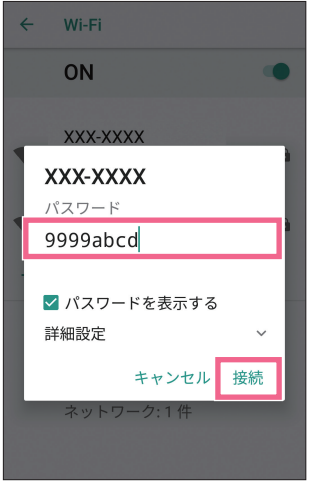 Wi-Fi
ON
XXX-XXXX
XXX-XXXX
パスワード
9999abcd
パスワードを表示する
詳細設定
キャンセル 接続
ネットワーク: 1 件